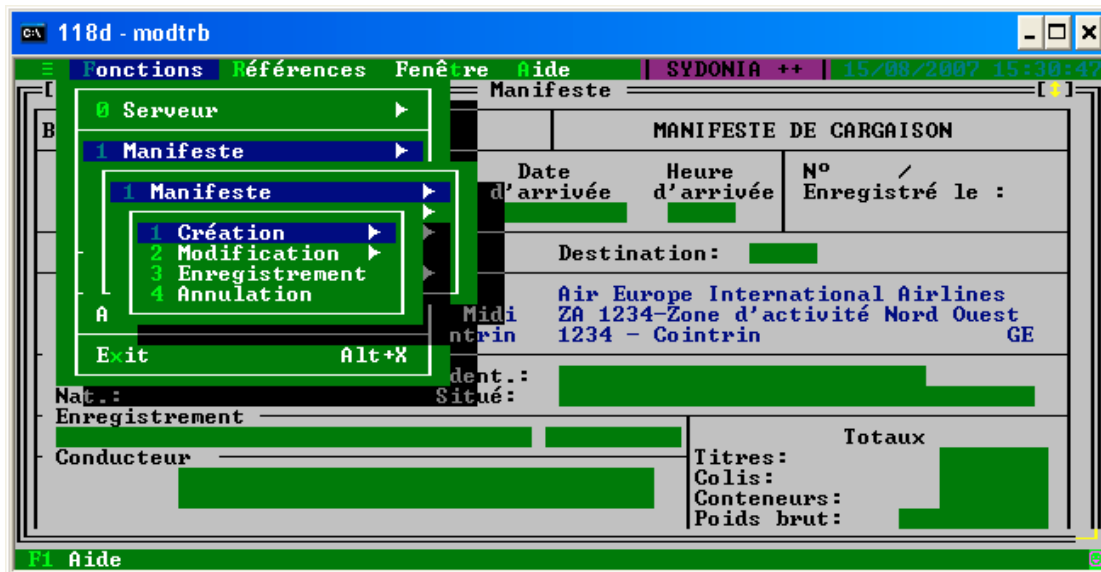 118d - modtrb
Fonctions Références Fenêtre Aide SYDONIA ++ 15/08/2007 15:30:47
Manifeste
0 Serveur
B MANIFESTE DE CARGAISON
1 Manifeste
Date Heure Nº /
1 Manifeste d'arrivée d'arrivée Enregistré le :
1 Création
2 Modification Destination:
3 Enregistrement
4 Annulation Air Europe International Airlines
A Midi ZA 1234-Zone d'activité Nord Ouest
ntrin 1234 - Cointrin GE
Exit Alt+X
dent.:
Nat.: Situé:
Enregistrement
Totaux
Conducteur Titres:
Colis:
Conteneurs:
Poids brut:
F1 Aide